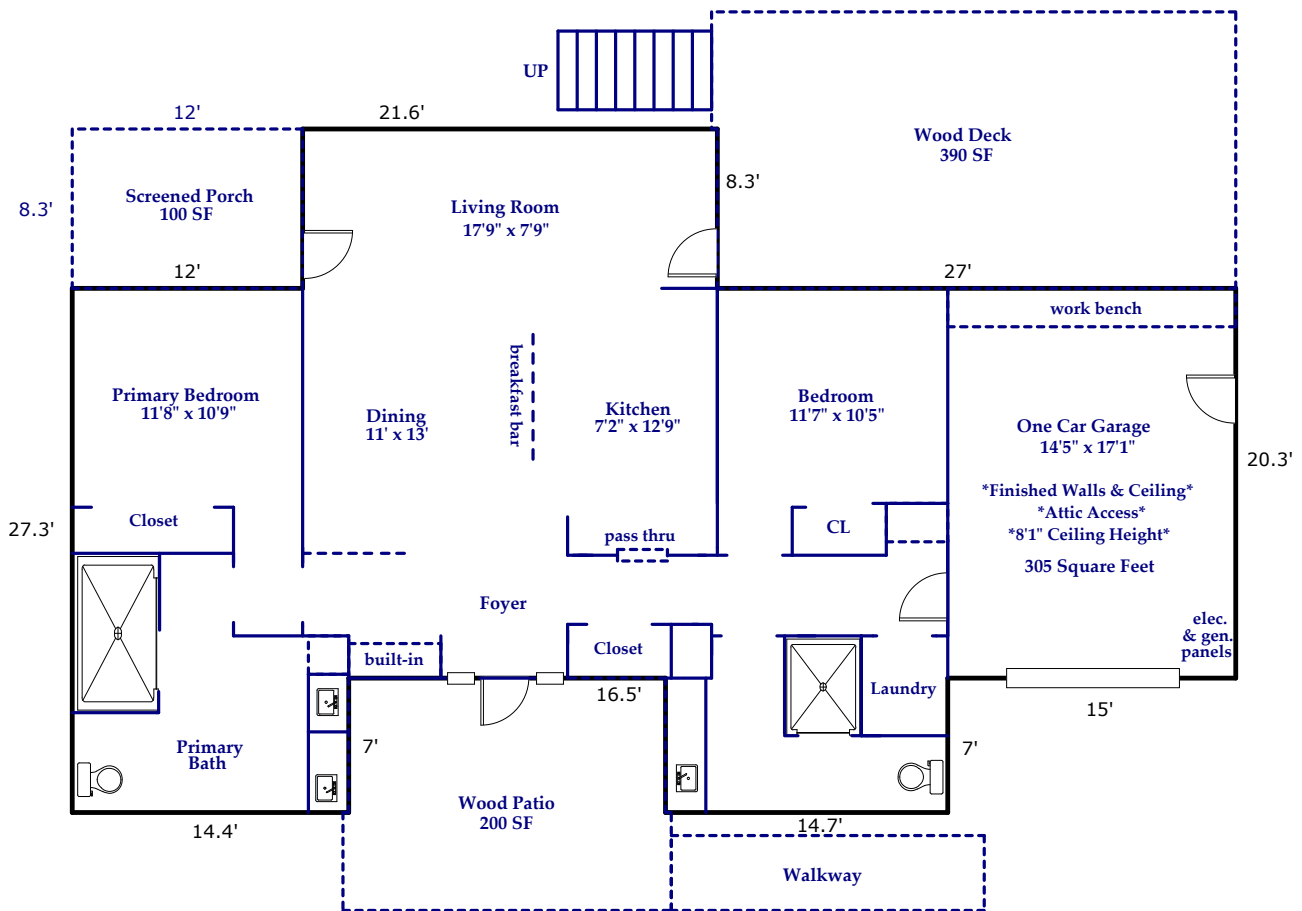 UP
12'
21.6'
Wood Deck
390 SF
8.3'
Screened Porch
100 SF
8.3'
Living Room
17'9" x 7'9"
12'
27'
work bench
Primary Bedroom
11'8" x 10'9"
Dining
11' x 13'
breakfast bar
Kitchen
7'2" x 12'9"
Bedroom
11'7" x 10'5"
One Car Garage
14'5" x 17'1"
20.3'
*Finished Walls & Ceiling*
*Attic Access*
*8'1" Ceiling Height*
305 Square Feet
27.3'
Closet
pass thru
CL
Foyer
elec.
& gen.
panels
built-in
Closet
16.5'
Laundry
15'
Primary
Bath
7'
7'
Wood Patio
200 SF
14.4'
14.7'
Walkway